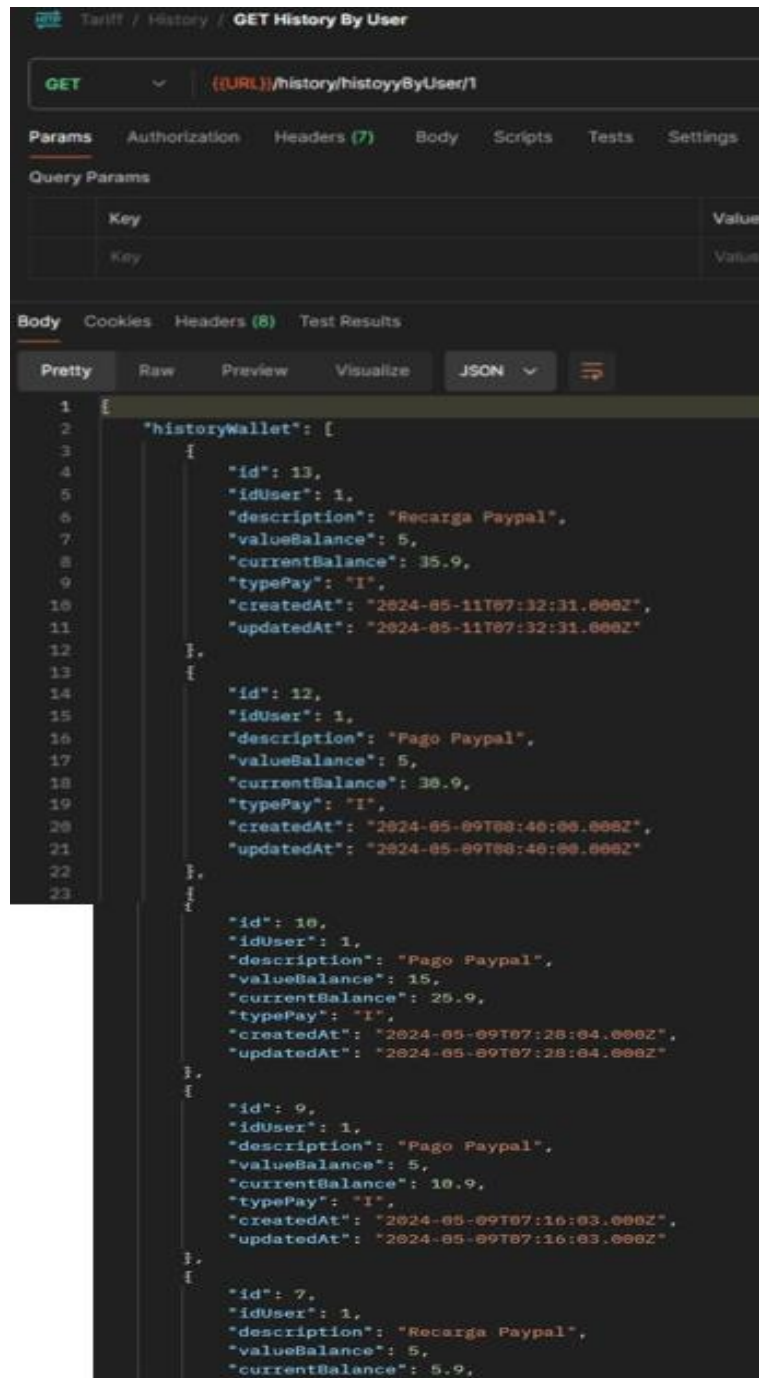 HTTP Tariff / History / GET History By User
GET {{URL}}/history/histoyyByUser/1
Params Authorization Headers (7) Body Scripts Tests Settings
Query Params
Key Value
Key Value
Body Cookies Headers (8) Test Results
Pretty Raw Preview Visualize JSON
1 {
2 "historyWallet": [
3 {
4 "id": 13,
5 "idUser": 1,
6 "description": "Recarga Paypal",
7 "valueBalance": 5,
8 "currentBalance": 35.9,
9 "typePay": "I",
10 "createdAt": "2024-05-11T07:32:31.000Z",
11 "updatedAt": "2024-05-11T07:32:31.000Z"
12 },
13 {
14 "id": 12,
15 "idUser": 1,
16 "description": "Pago Paypal",
17 "valueBalance": 5,
18 "currentBalance": 30.9,
19 "typePay": "I",
20 "createdAt": "2024-05-09T08:40:00.000Z",
21 "updatedAt": "2024-05-09T08:40:00.000Z"
22 },
23 {
"id": 10,
"idUser": 1,
"description": "Pago Paypal",
"valueBalance": 15,
"currentBalance": 25.9,
"typePay": "I",
"createdAt": "2024-05-09T07:28:04.000Z",
"updatedAt": "2024-05-09T07:28:04.000Z"
},
{
"id": 9,
"idUser": 1,
"description": "Pago Paypal",
"valueBalance": 5,
"currentBalance": 10.9,
"typePay": "I",
"createdAt": "2024-05-09T07:16:03.000Z",
"updatedAt": "2024-05-09T07:16:03.000Z"
},
{
"id": 7,
"idUser": 1,
"description": "Recarga Paypal",
"valueBalance": 5,
"currentBalance": 5.9,